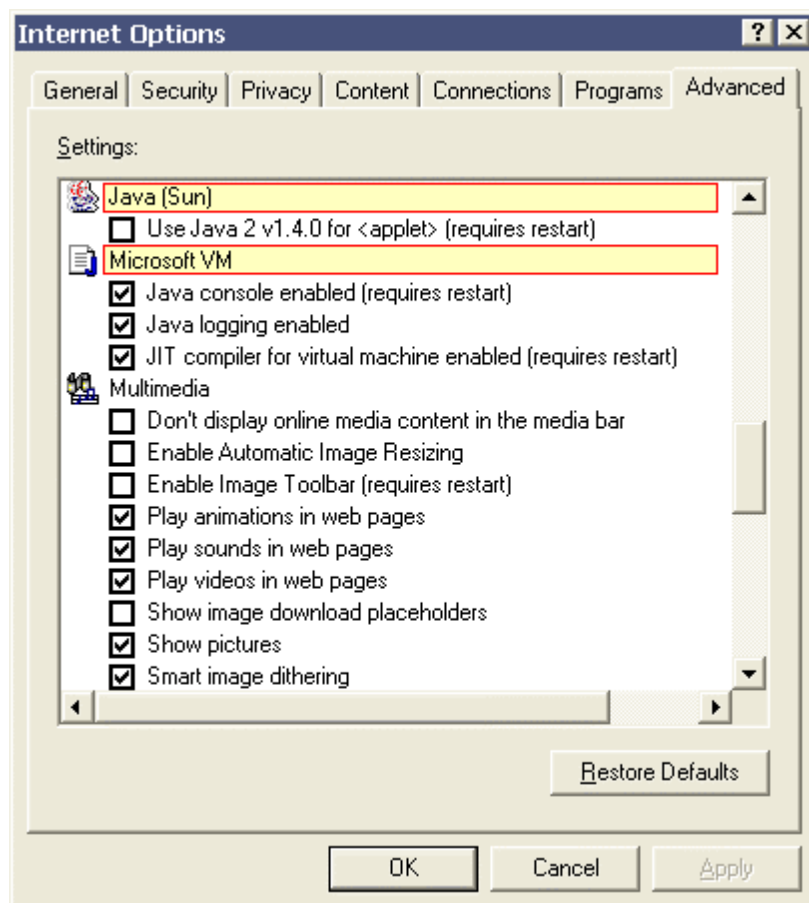 Internet Options
General Security Privacy Content Connections Programs Advanced
Settings:
Java (Sun)
Use Java 2 v1.4.0 for <applet> (requires restart)
Microsoft VM
Java console enabled (requires restart)
Java logging enabled
JIT compiler for virtual machine enabled (requires restart)
Multimedia
Don't display online media content in the media bar
Enable Automatic Image Resizing
Enable Image Toolbar (requires restart)
Play animations in web pages
Play sounds in web pages
Play videos in web pages
Show image download placeholders
Show pictures
Smart image dithering
Restore Defaults
OK Cancel Apply